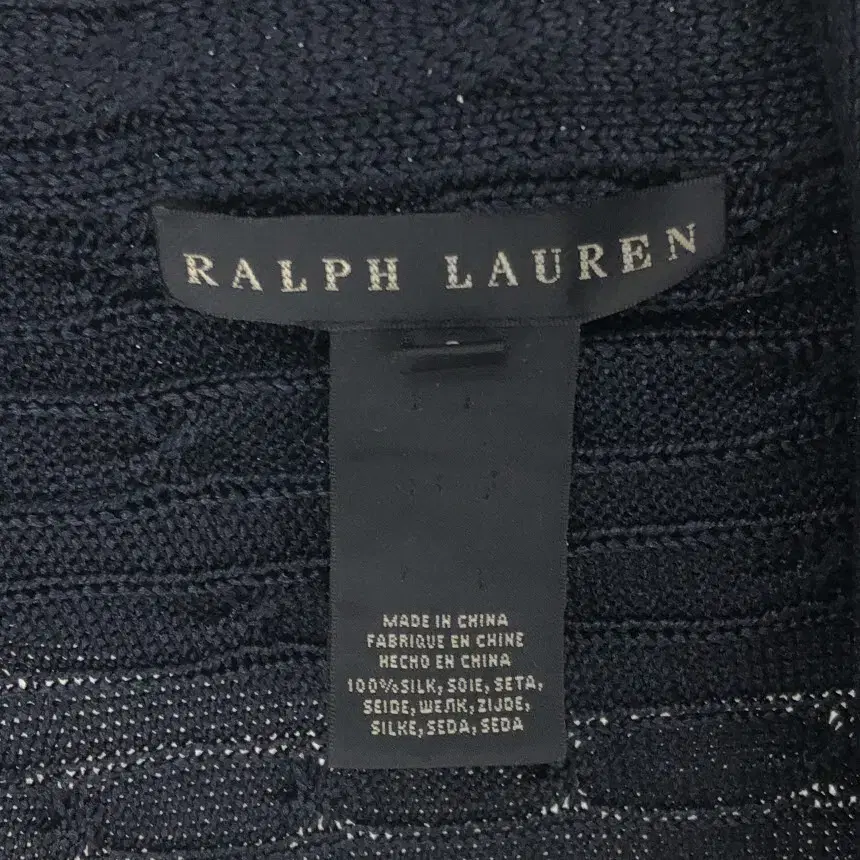 RALPH LAUREN
MADE IN CHINA
FABRIQUE EN CHINE
HECHO EN CHINA
100% SILK, SOIE, SETA,
SEIDE, ШЕЛК, ZIJDE,
SILKE, SEDA, SEDA